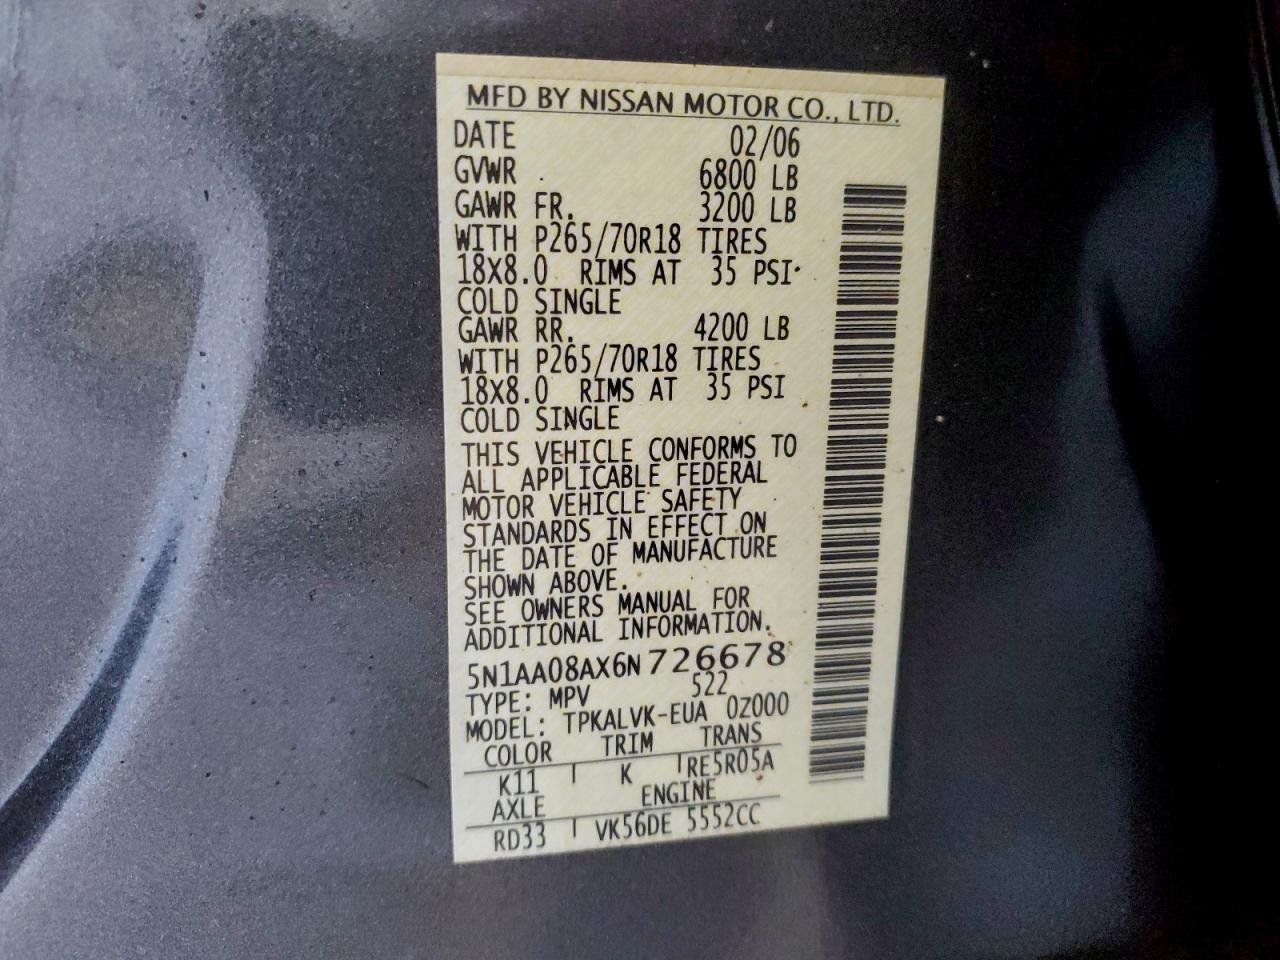 MFD BY NISSAN MOTOR CO., LTD.
DATE 02/06
GVWR 6800 LB
GAWR FR. 3200 LB
WITH P265/70R18 TIRES
18X8.0 RIMS AT 35 PSI
COLD SINGLE
GAWR RR. 4200 LB
WITH P265/70R18 TIRES
18X8.0 RIMS AT 35 PSI
COLD SINGLE
THIS VEHICLE CONFORMS TO
ALL APPLICABLE FEDERAL
MOTOR VEHICLE SAFETY
STANDARDS IN EFFECT ON
THE DATE OF MANUFACTURE
SHOWN ABOVE.
SEE OWNERS MANUAL FOR
ADDITIONAL INFORMATION.
5N1AA08AX6N726678
TYPE: MPV 522
MODEL: TPKALVK-EUA 0Z000
COLOR TRIM TRANS
K11 K RE5R05A
AXLE ENGINE
RD33 VK56DE 5552CC